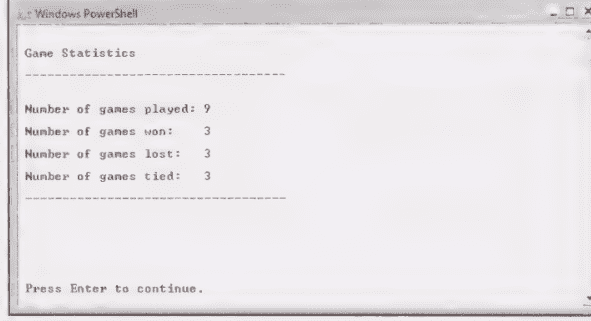 Windows PowerShell
Game Statistics
----------------------------------
Number of games played: 9
Number of games won: 3
Number of games lost: 3
Number of games tied: 3
----------------------------------
Press Enter to continue.